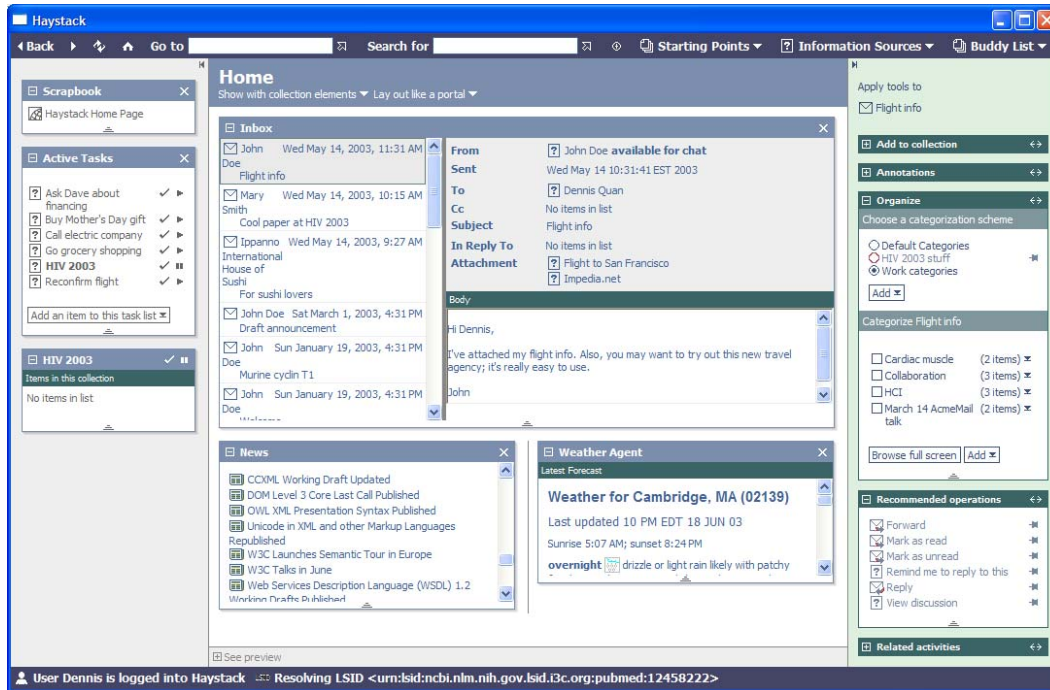 Haystack
Back Go to Search for Starting Points Information Sources Buddy List
Scrapbook
Haystack Home Page
Active Tasks
Ask Dave about
financing
Buy Mother's Day gift
Call electric company
Go grocery shopping
HIV 2003
Reconfirm flight
Add an item to this task list
HIV 2003
Items in this collection
No items in list
Home
Show with collection elements Lay out like a portal
Inbox
John Wed May 14, 2003, 11:31 AM
Doe
Flight info
Mary Wed May 14, 2003, 10:15 AM
Smith
Cool paper at HIV 2003
Ippanno Wed May 14, 2003, 9:27 AM
International
House of
Sushi
For sushi lovers
John Doe Sat March 1, 2003, 4:31 PM
Draft announcement
John Sun January 19, 2003, 4:31 PM
Doe
Murine cyclin T1
John Sun January 19, 2003, 4:31 PM
Doe
Welcome
From John Doe available for chat
Sent Wed May 14 10:31:41 EST 2003
To Dennis Quan
Cc No items in list
Subject Flight info
In Reply To No items in list
Attachment Flight to San Francisco
Impedia.net
Body
Hi Dennis,
I've attached my flight info. Also, you may want to try out this new travel
agency; it's really easy to use.
John
News
CCXML Working Draft Updated
DOM Level 3 Core Last Call Published
OWL XML Presentation Syntax Published
Unicode in XML and other Markup Languages
Republished
W3C Launches Semantic Tour in Europe
W3C Talks in June
Web Services Description Language (WSDL) 1.2
Working Drafts Published
Weather Agent
Latest Forecast
Weather for Cambridge, MA (02139)
Last updated 10 PM EDT 18 JUN 03
Sunrise 5:07 AM; sunset 8:24 PM
overnight drizzle or light rain likely with patchy
See preview
Apply tools to
Flight info
Add to collection
Annotations
Organize
Choose a categorization scheme
Default Categories
HIV 2003 stuff
Work categories
Add
Categorize Flight info
Cardiac muscle (2 items)
Collaboration (3 items)
HCI (3 items)
March 14 AcmeMail (2 items)
talk
Browse full screen Add
Recommended operations
Forward
Mark as read
Mark as unread
Remind me to reply to this
Reply
View discussion
Related activities
User Dennis is logged into Haystack Resolving LSID <urn:lsid:ncbi.nlm.nih.gov.lsid.i3c.org:pubmed:12458222>